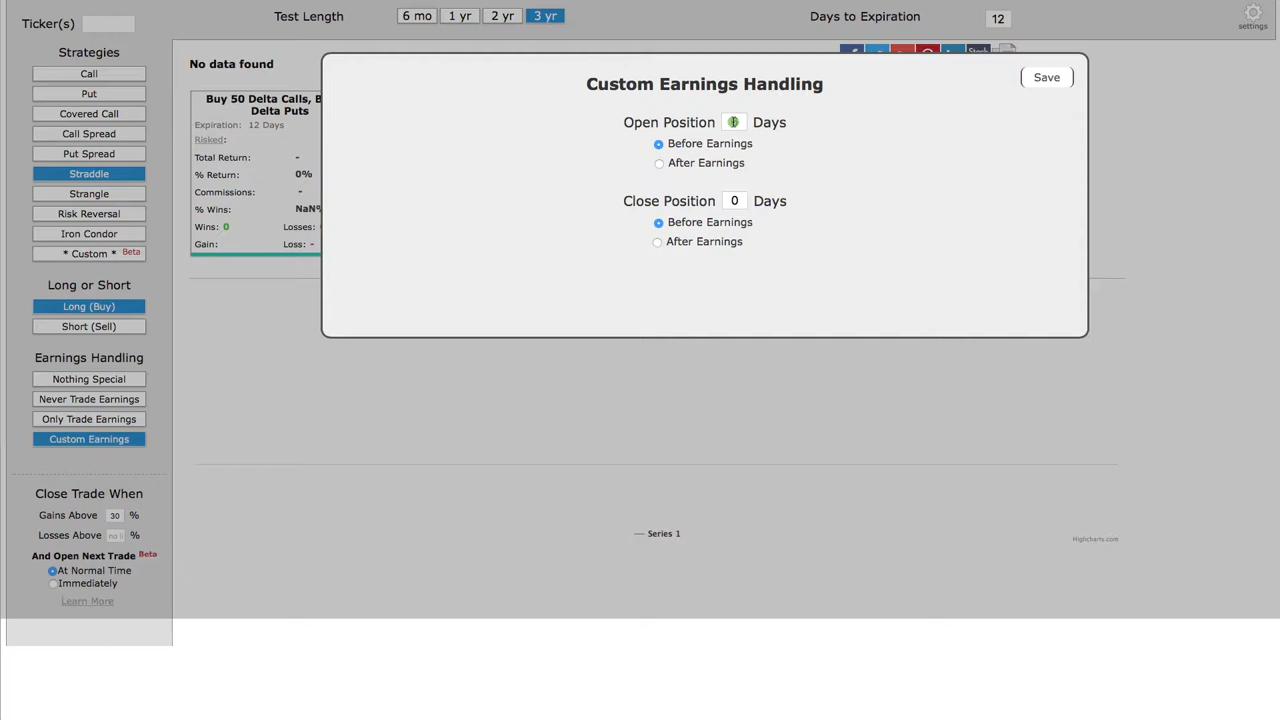 Ticker(s)
Test Length
6 mo
1 yr
2 yr
3 yr
Days to Expiration
12
settings
Strategies
Call
Put
Covered Call
Call Spread
Put Spread
Straddle
Strangle
Risk Reversal
Iron Condor
* Custom * Beta
Long or Short
Long (Buy)
Short (Sell)
Earnings Handling
Nothing Special
Never Trade Earnings
Only Trade Earnings
Custom Earnings
Close Trade When
Gains Above 30 %
Losses Above %
And Open Next Trade Beta
At Normal Time
Immediately
Learn More
No data found
Buy 50 Delta Calls, B
Delta Puts
Expiration: 12 Days
Risked:
Total Return: -
% Return: 0%
Commissions: -
% Wins: NaN%
Wins: 0 Losses:
Gain: Loss: -
Custom Earnings Handling
Save
Open Position Days
Before Earnings
After Earnings
Close Position 0 Days
Before Earnings
After Earnings
Series 1
Highcharts.com